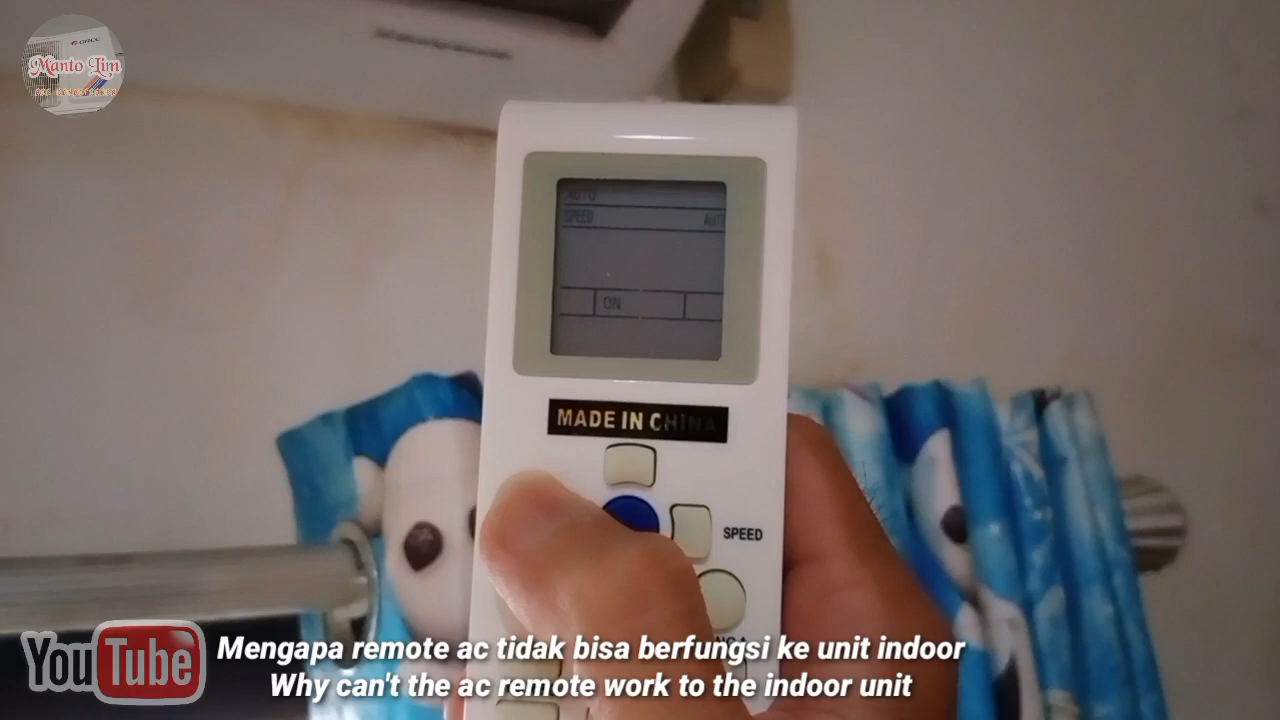 GREE
Manto Lim
AUTO
SPEED
AUTO
ON
MADE IN CHINA
SPEED
YouTube
Mengapa remote ac tidak bisa berfungsi ke unit indoor
Why can't the ac remote work to the indoor unit